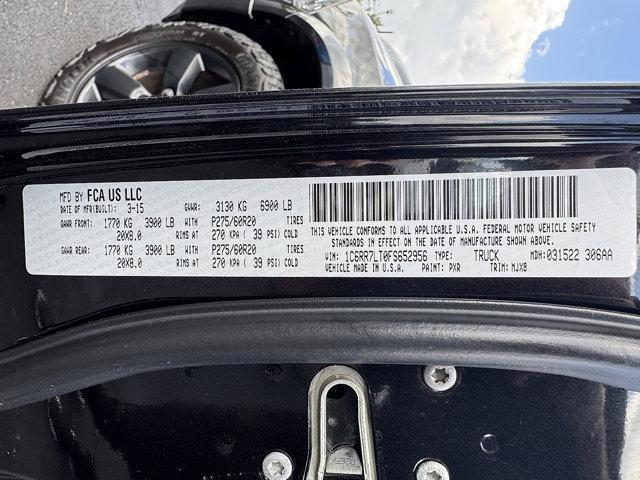 MFD BY FCA US LLC
DATE OF MFR(BUILT): 3-15 GVWR: 3130 KG 6900 LB
GAWR FRONT: 1770 KG 3900 LB WITH P275/60R20 TIRES
20X8.0 RIMS AT 270 KPA ( 39 PSI) COLD
GAWR REAR: 1770 KG 3900 LB WITH P275/60R20 TIRES
20X8.0 RIMS AT 270 KPA ( 39 PSI) COLD
THIS VEHICLE CONFORMS TO ALL APPLICABLE U.S.A. FEDERAL MOTOR VEHICLE SAFETY
STANDARDS IN EFFECT ON THE DATE OF MANUFACTURE SHOWN ABOVE.
VIN: 1C6RR7LT0FS652956 TYPE: TRUCK MDH: 031522 306AA
VEHICLE MADE IN U.S.A. PAINT: PXR TRIM: MJX8